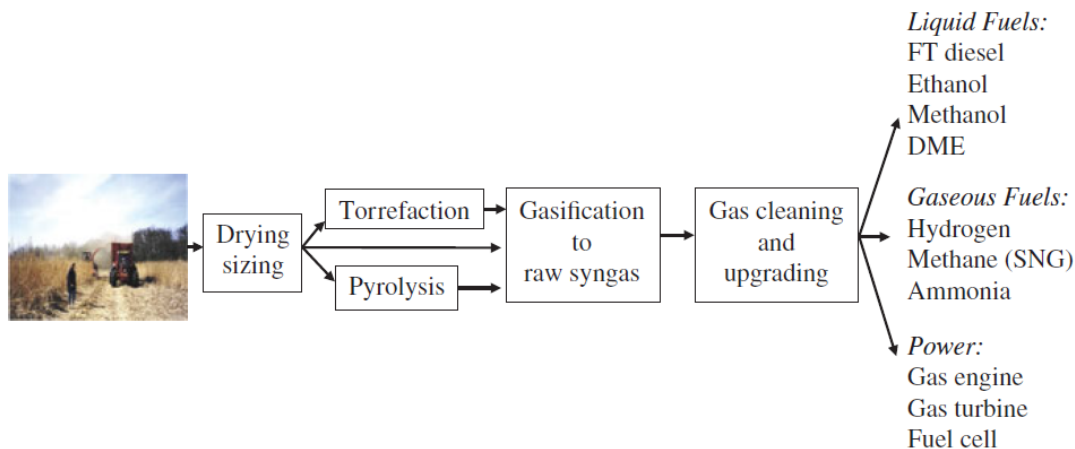 Drying
sizing
Torrefaction
Pyrolysis
Gasification
to
raw syngas
Gas cleaning
and
upgrading
Liquid Fuels:
FT diesel
Ethanol
Methanol
DME
Gaseous Fuels:
Hydrogen
Methane (SNG)
Ammonia
Power:
Gas engine
Gas turbine
Fuel cell